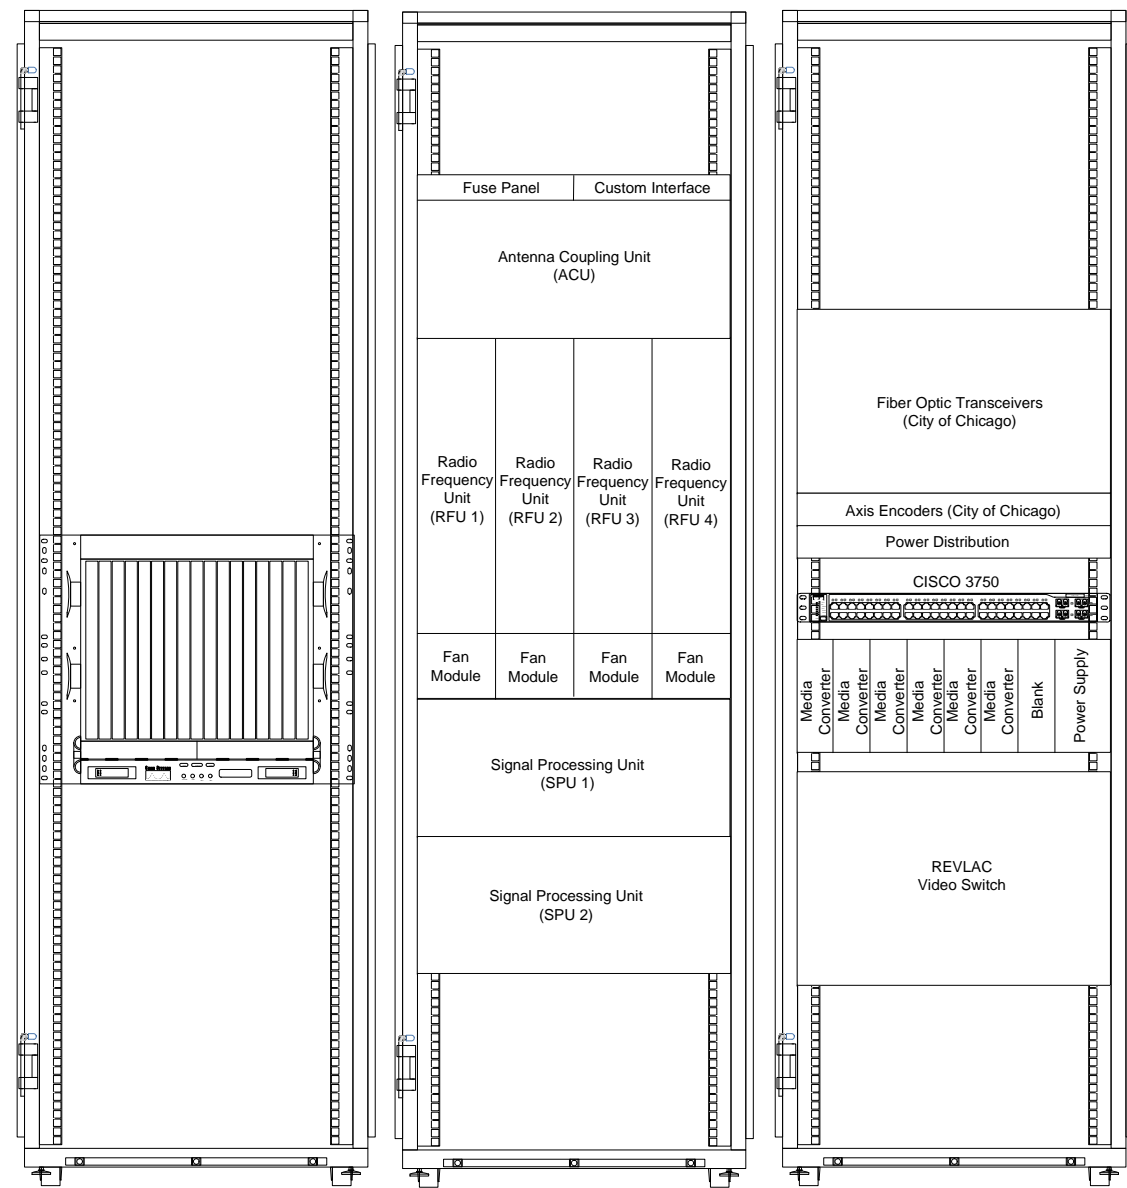 Fuse Panel
Custom Interface
Antenna Coupling Unit
(ACU)
Radio
Frequency
Unit
(RFU 1)
Radio
Frequency
Unit
(RFU 2)
Radio
Frequency
Unit
(RFU 3)
Radio
Frequency
Unit
(RFU 4)
Fan
Module
Fan
Module
Fan
Module
Fan
Module
Signal Processing Unit
(SPU 1)
Signal Processing Unit
(SPU 2)
Fiber Optic Transceivers
(City of Chicago)
Axis Encoders (City of Chicago)
Power Distribution
CISCO 3750
Media
Converter
Media
Converter
Media
Converter
Media
Converter
Media
Converter
Media
Converter
Blank
Power Supply
REVLAC
Video Switch